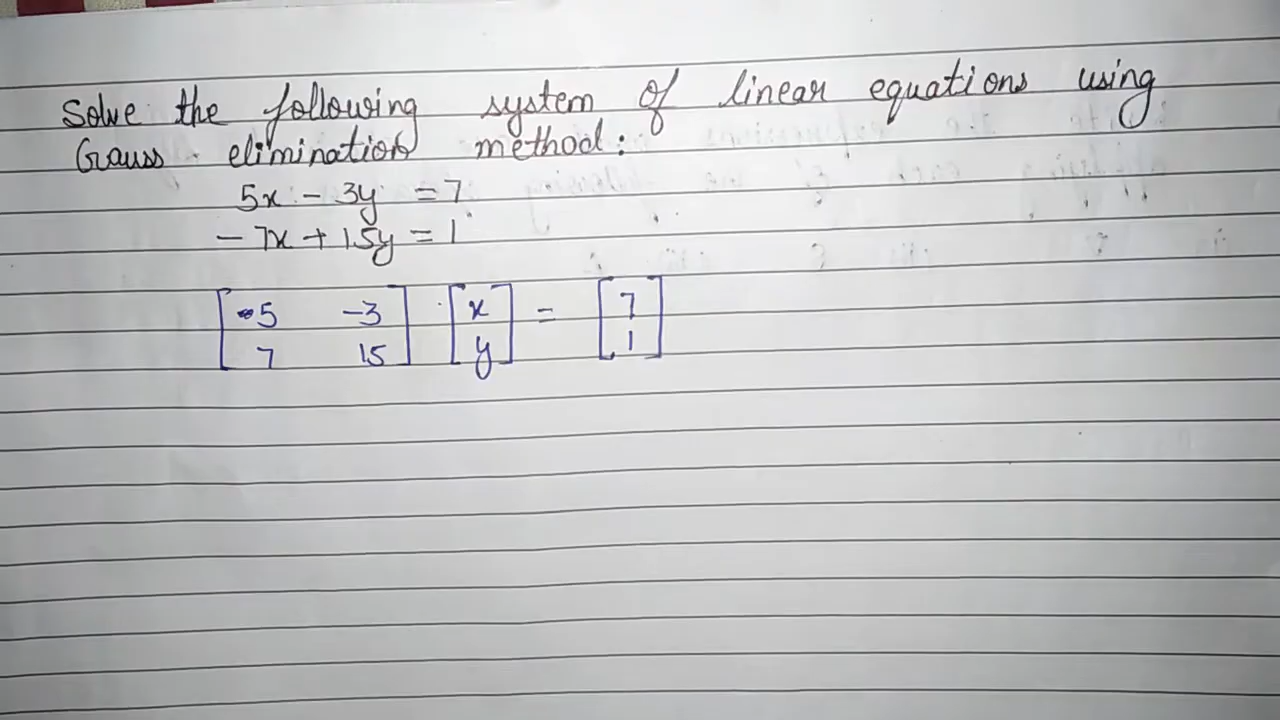 Solve the following system of linear equations using
Gauss elimination method:
5x - 3y = 7
- 7x + 15y = 1
[5 -3] [x] = [7]
[7 15] [y] [1]